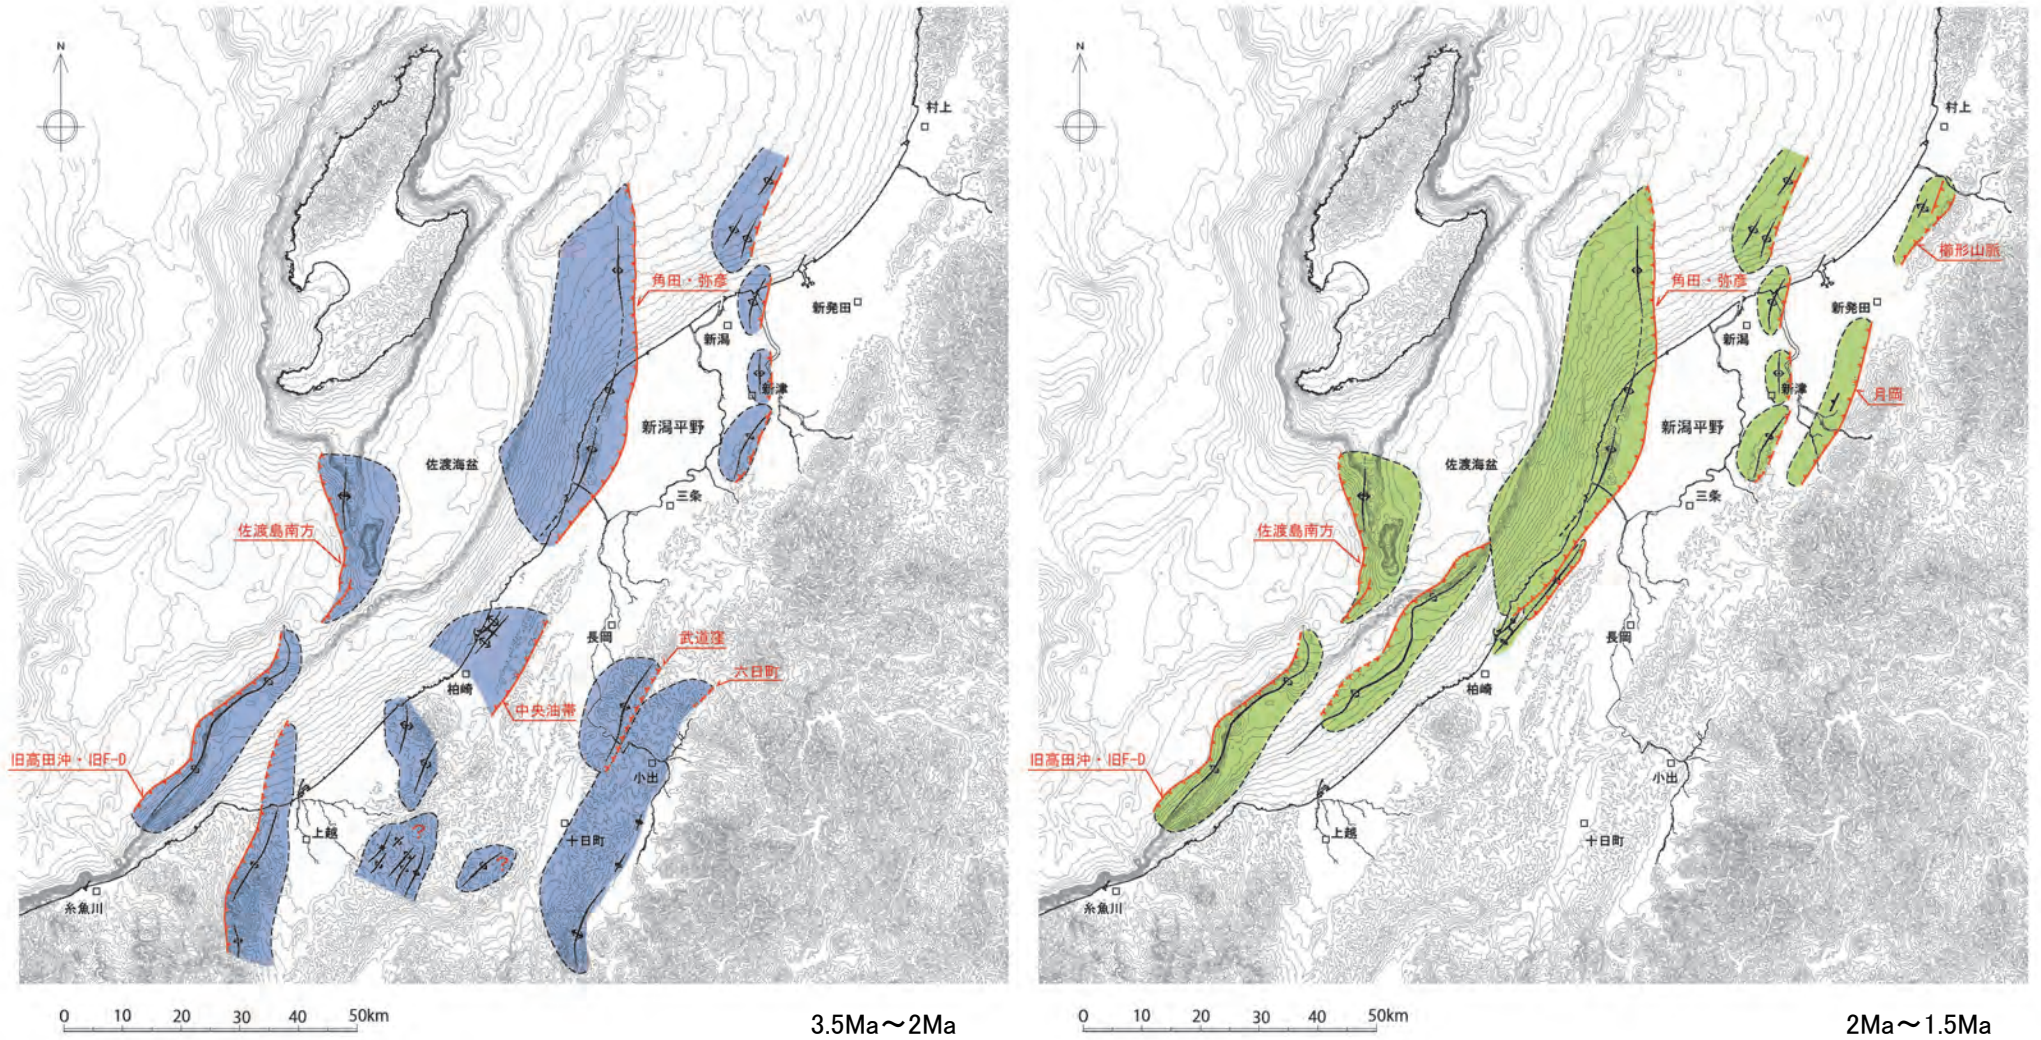 N
村上
角田・弥彦
新発田
新潟
新津
新潟平野
佐渡海盆
三条
佐渡島南方
長岡
武道窪
六日町
柏崎
中央油帯
旧高田沖・旧F-D
小出
?
上越
十日町
?
糸魚川
0 10 20 30 40 50km
3.5Ma～2Ma
N
村上
櫛形山脈
角田・弥彦
新発田
新潟
新津
月岡
新潟平野
佐渡海盆
三条
佐渡島南方
長岡
柏崎
旧高田沖・旧F-D
小出
上越
十日町
糸魚川
0 10 20 30 40 50km
2Ma～1.5Ma